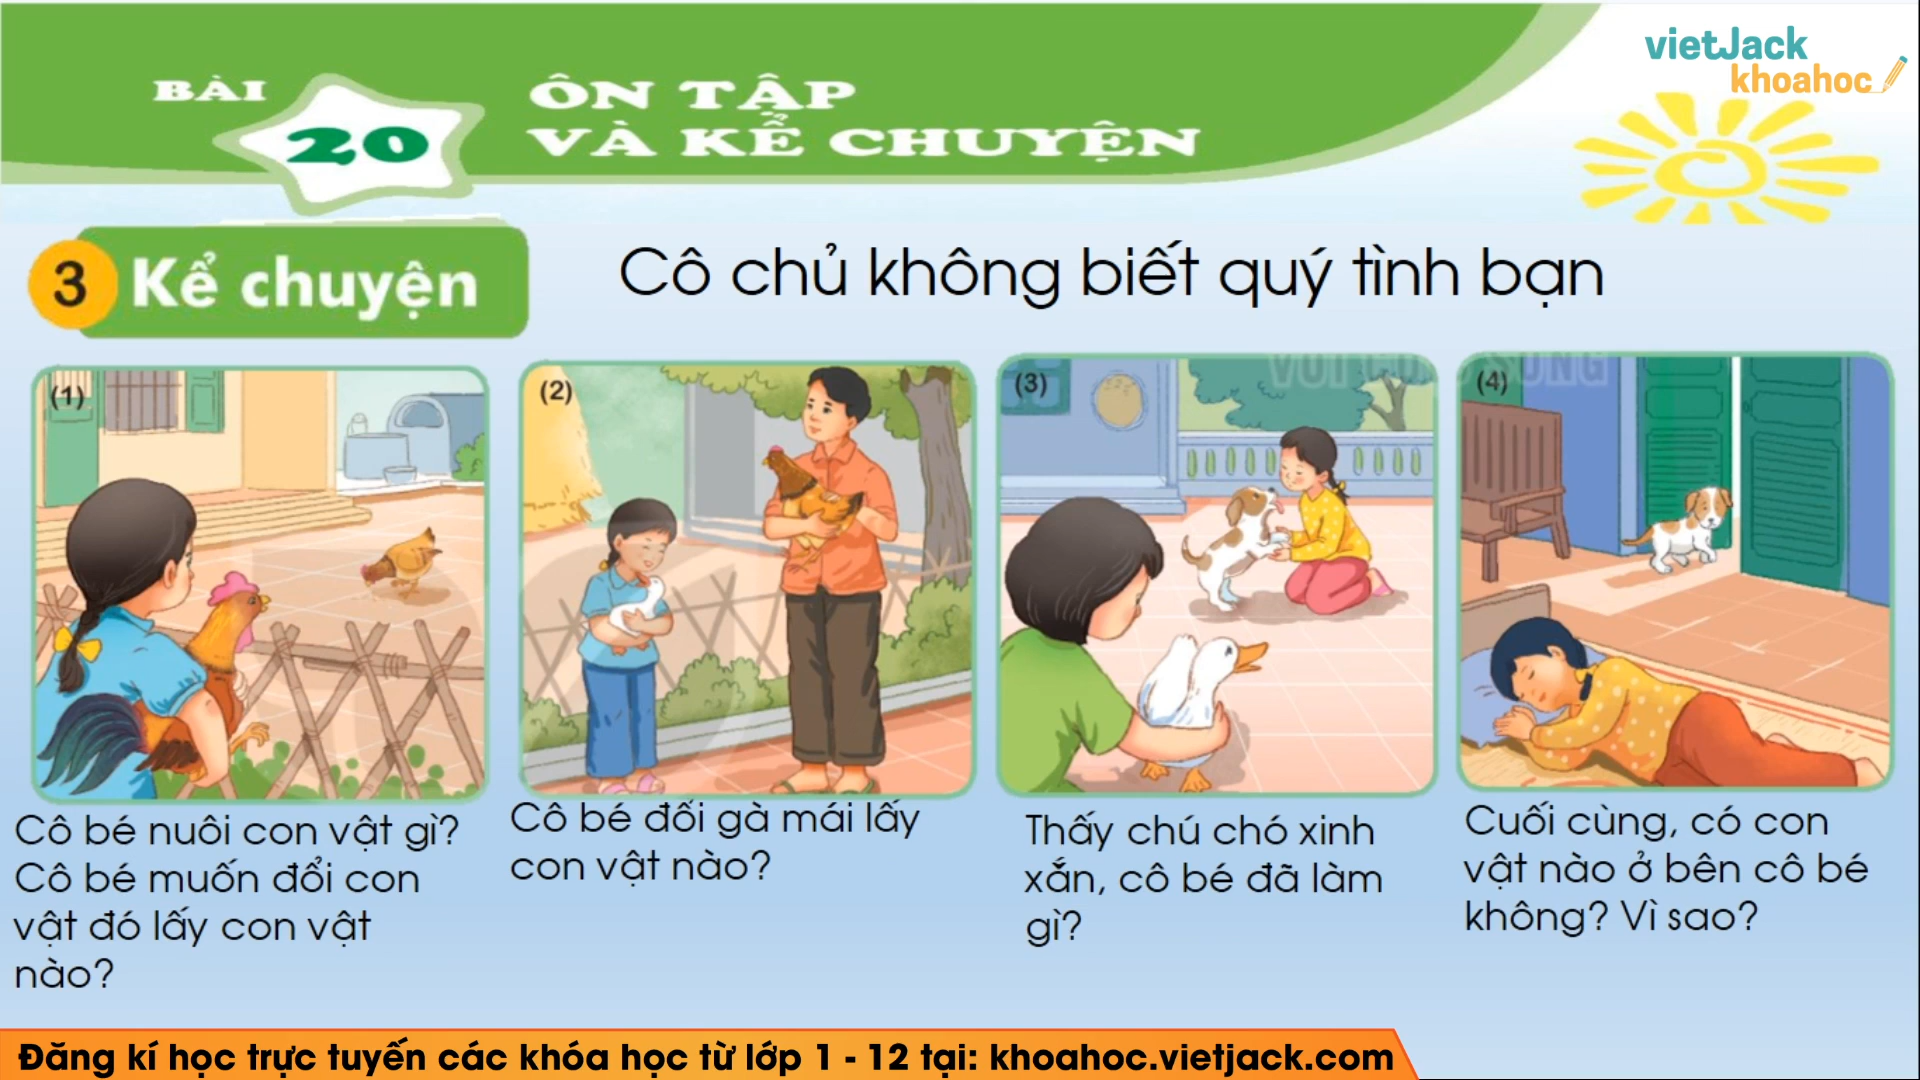 vietJack
khoahoc
BÀI
20
ÔN TẬP
VÀ KỂ CHUYỆN
3 Kể chuyện
Cô chủ không biết quý tình bạn
(1)
(2)
(3)
(4)
Cô bé nuôi con vật gì?
Cô bé muốn đổi con
vật đó lấy con vật
nào?
Cô bé đổi gà mái lấy
con vật nào?
Thấy chú chó xinh
xắn, cô bé đã làm
gì?
Cuối cùng, có con
vật nào ở bên cô bé
không? Vì sao?
Đăng kí học trực tuyến các khóa học từ lớp 1 - 12 tại: khoahoc.vietjack.com